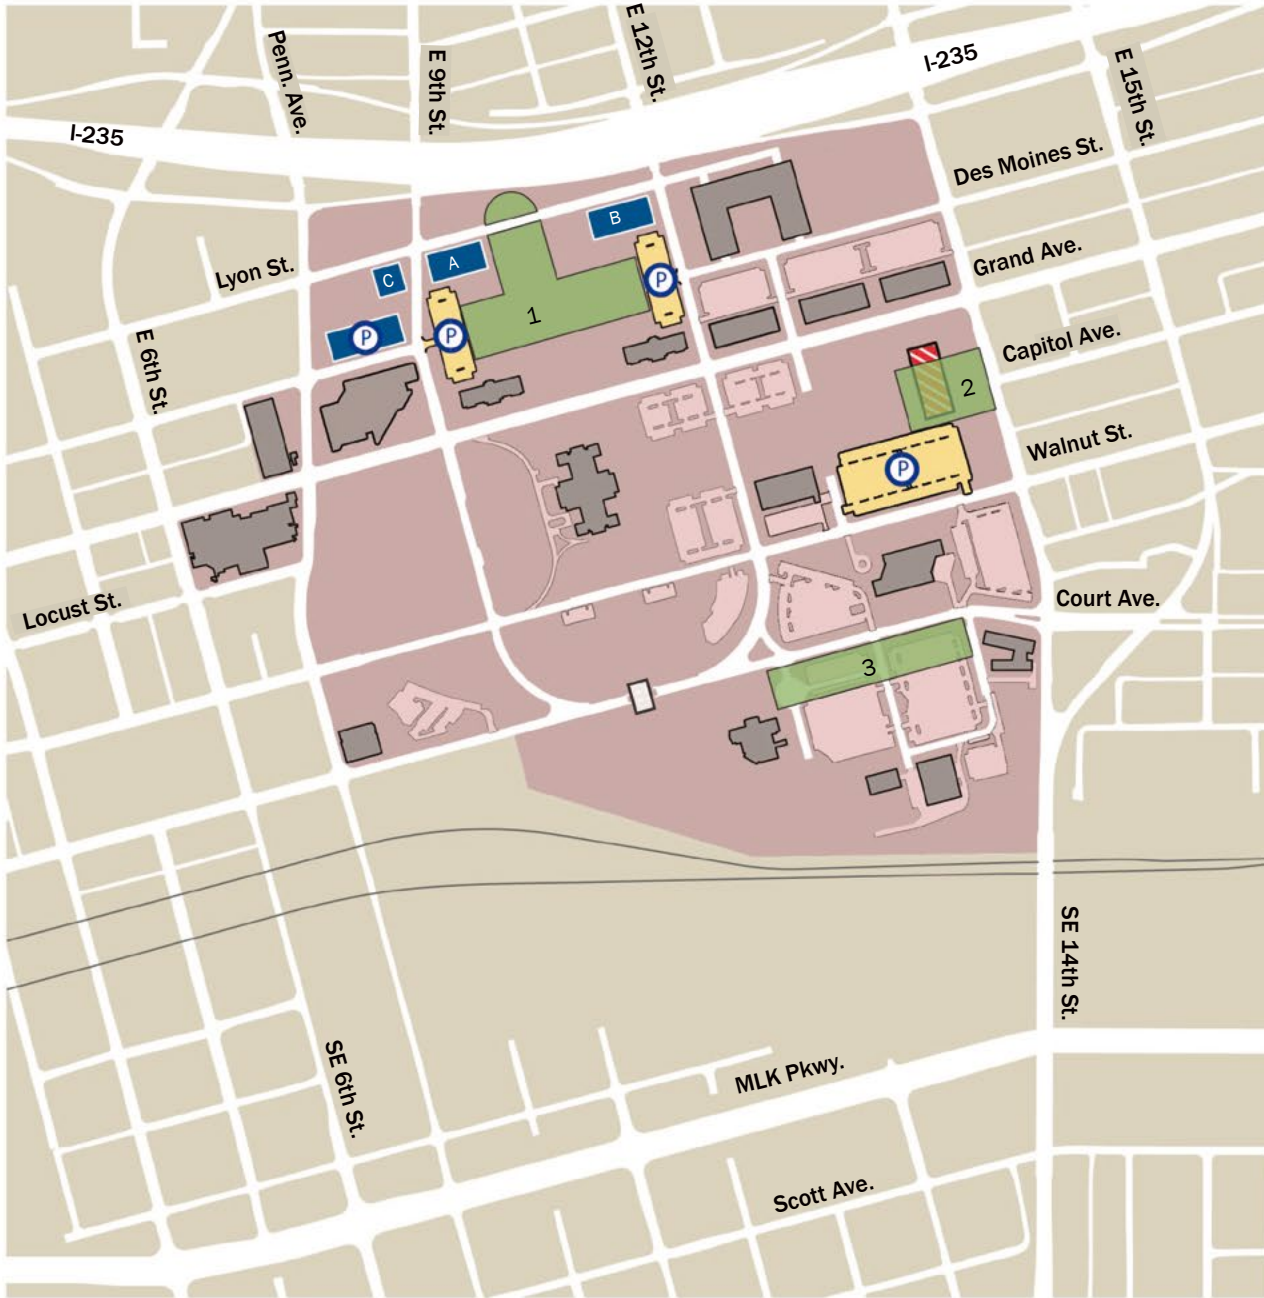 E 12th St.
Penn. Ave.
E 9th St.
I-235
E 15th St.
I-235
Des Moines St.
B
Lyon St.
C
A
P
Grand Ave.
1
P
P
E 6th St.
Capitol Ave.
2
Walnut St.
P
Locust St.
Court Ave.
3
SE 14th St.
SE 6th St.
MLK Pkwy.
Scott Ave.